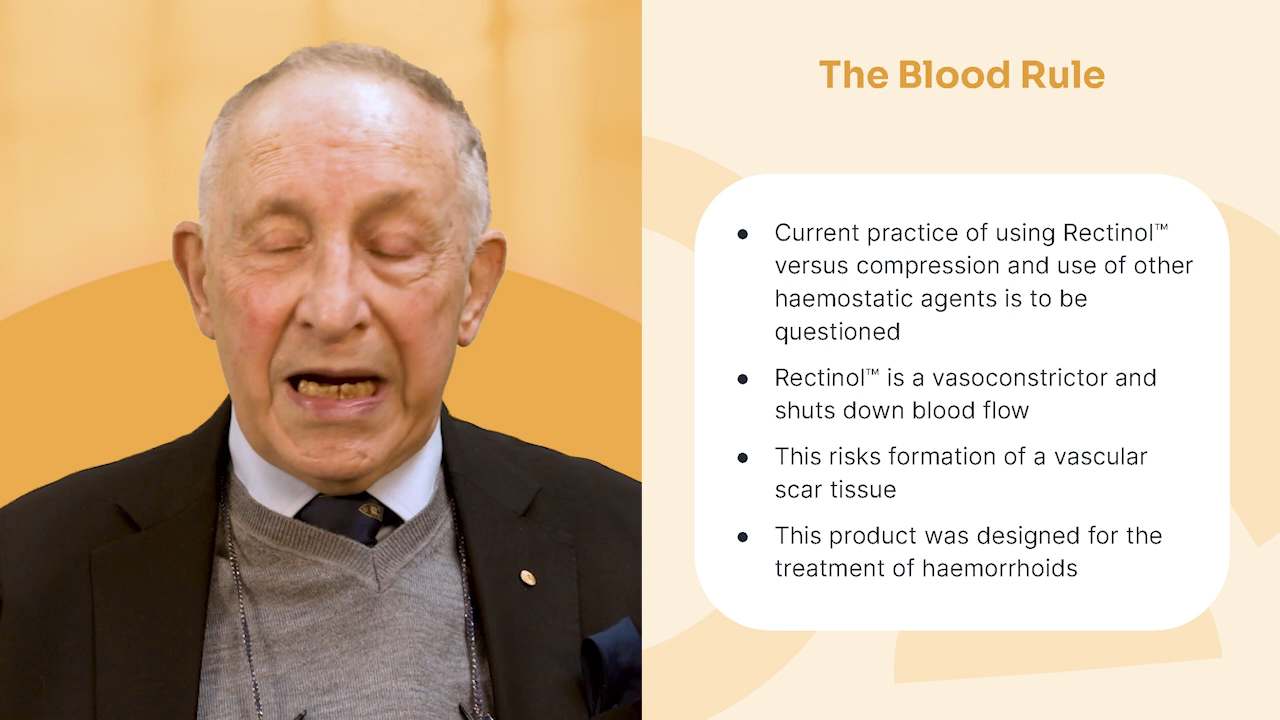 The Blood Rule
● Current practice of using Rectinol™
versus compression and use of other
haemostatic agents is to be
questioned
● Rectinol™ is a vasoconstrictor and
shuts down blood flow
● This risks formation of a vascular
scar tissue
● This product was designed for the
treatment of haemorrhoids